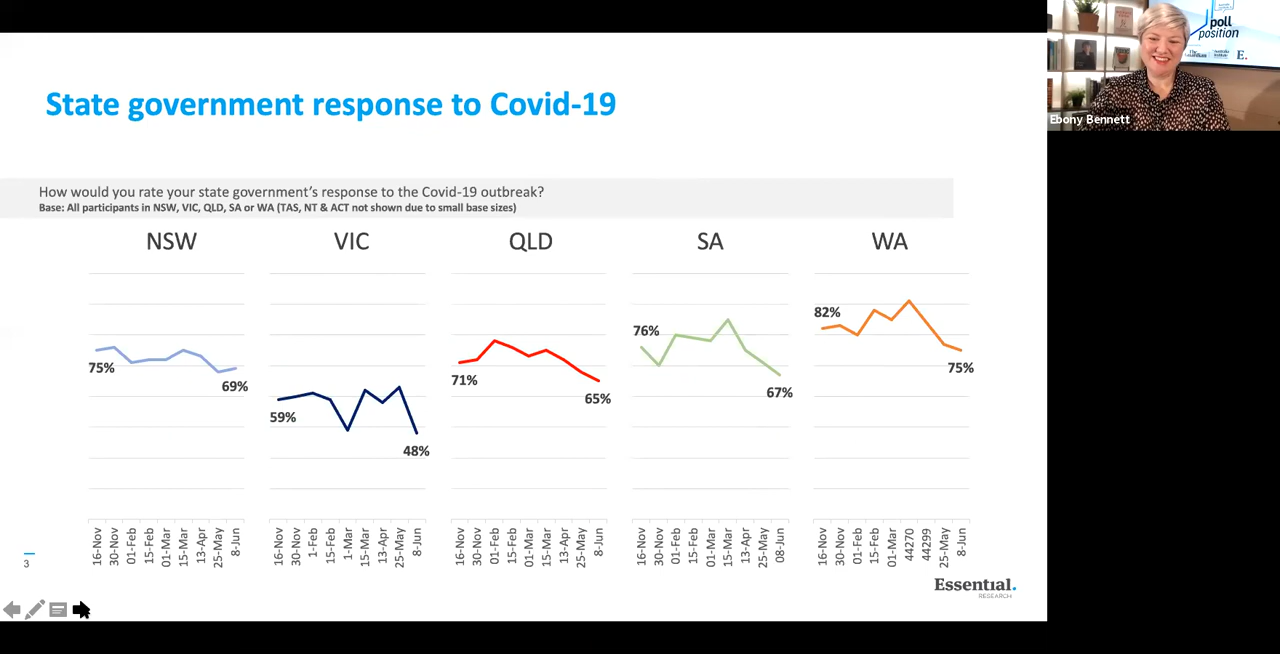 State government response to Covid-19
How would you rate your state government's response to the Covid-19 outbreak?
Base: All participants in NSW, VIC, QLD, SA or WA (TAS, NT & ACT not shown due to small base sizes)
NSW
75%
69%
16-Nov
30-Nov
01-Feb
15-Feb
01-Mar
15-Mar
13-Apr
25-May
8-Jun
VIC
59%
48%
16-Nov
30-Nov
1-Feb
15-Feb
1-Mar
15-Mar
13-Apr
25-May
8-Jun
QLD
71%
65%
16-Nov
30-Nov
01-Feb
15-Feb
01-Mar
15-Mar
13-Apr
25-May
8-Jun
SA
76%
67%
16-Nov
30-Nov
01-Feb
15-Feb
01-Mar
15-Mar
13-Apr
25-May
08-Jun
WA
82%
75%
16-Nov
30-Nov
01-Feb
15-Feb
01-Mar
44270
44299
25-May
8-Jun
3
Essential.
RESEARCH
poll
position
E.
Ebony Bennett